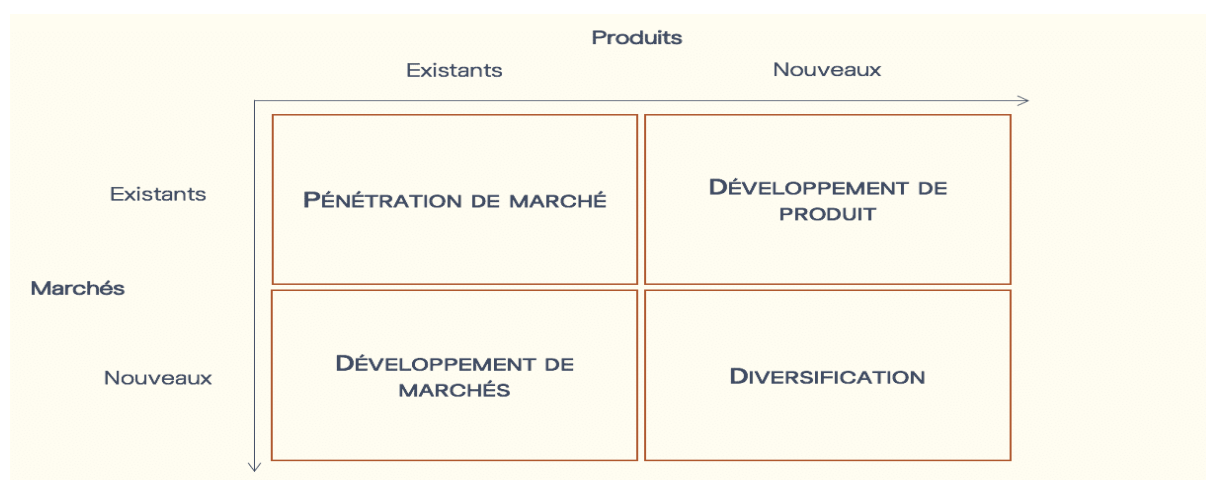 Produits
Existants
Nouveaux
Existants
PÉNÉTRATION DE MARCHÉ
DÉVELOPPEMENT DE
PRODUIT
Marchés
Nouveaux
DÉVELOPPEMENT DE
MARCHÉS
DIVERSIFICATION